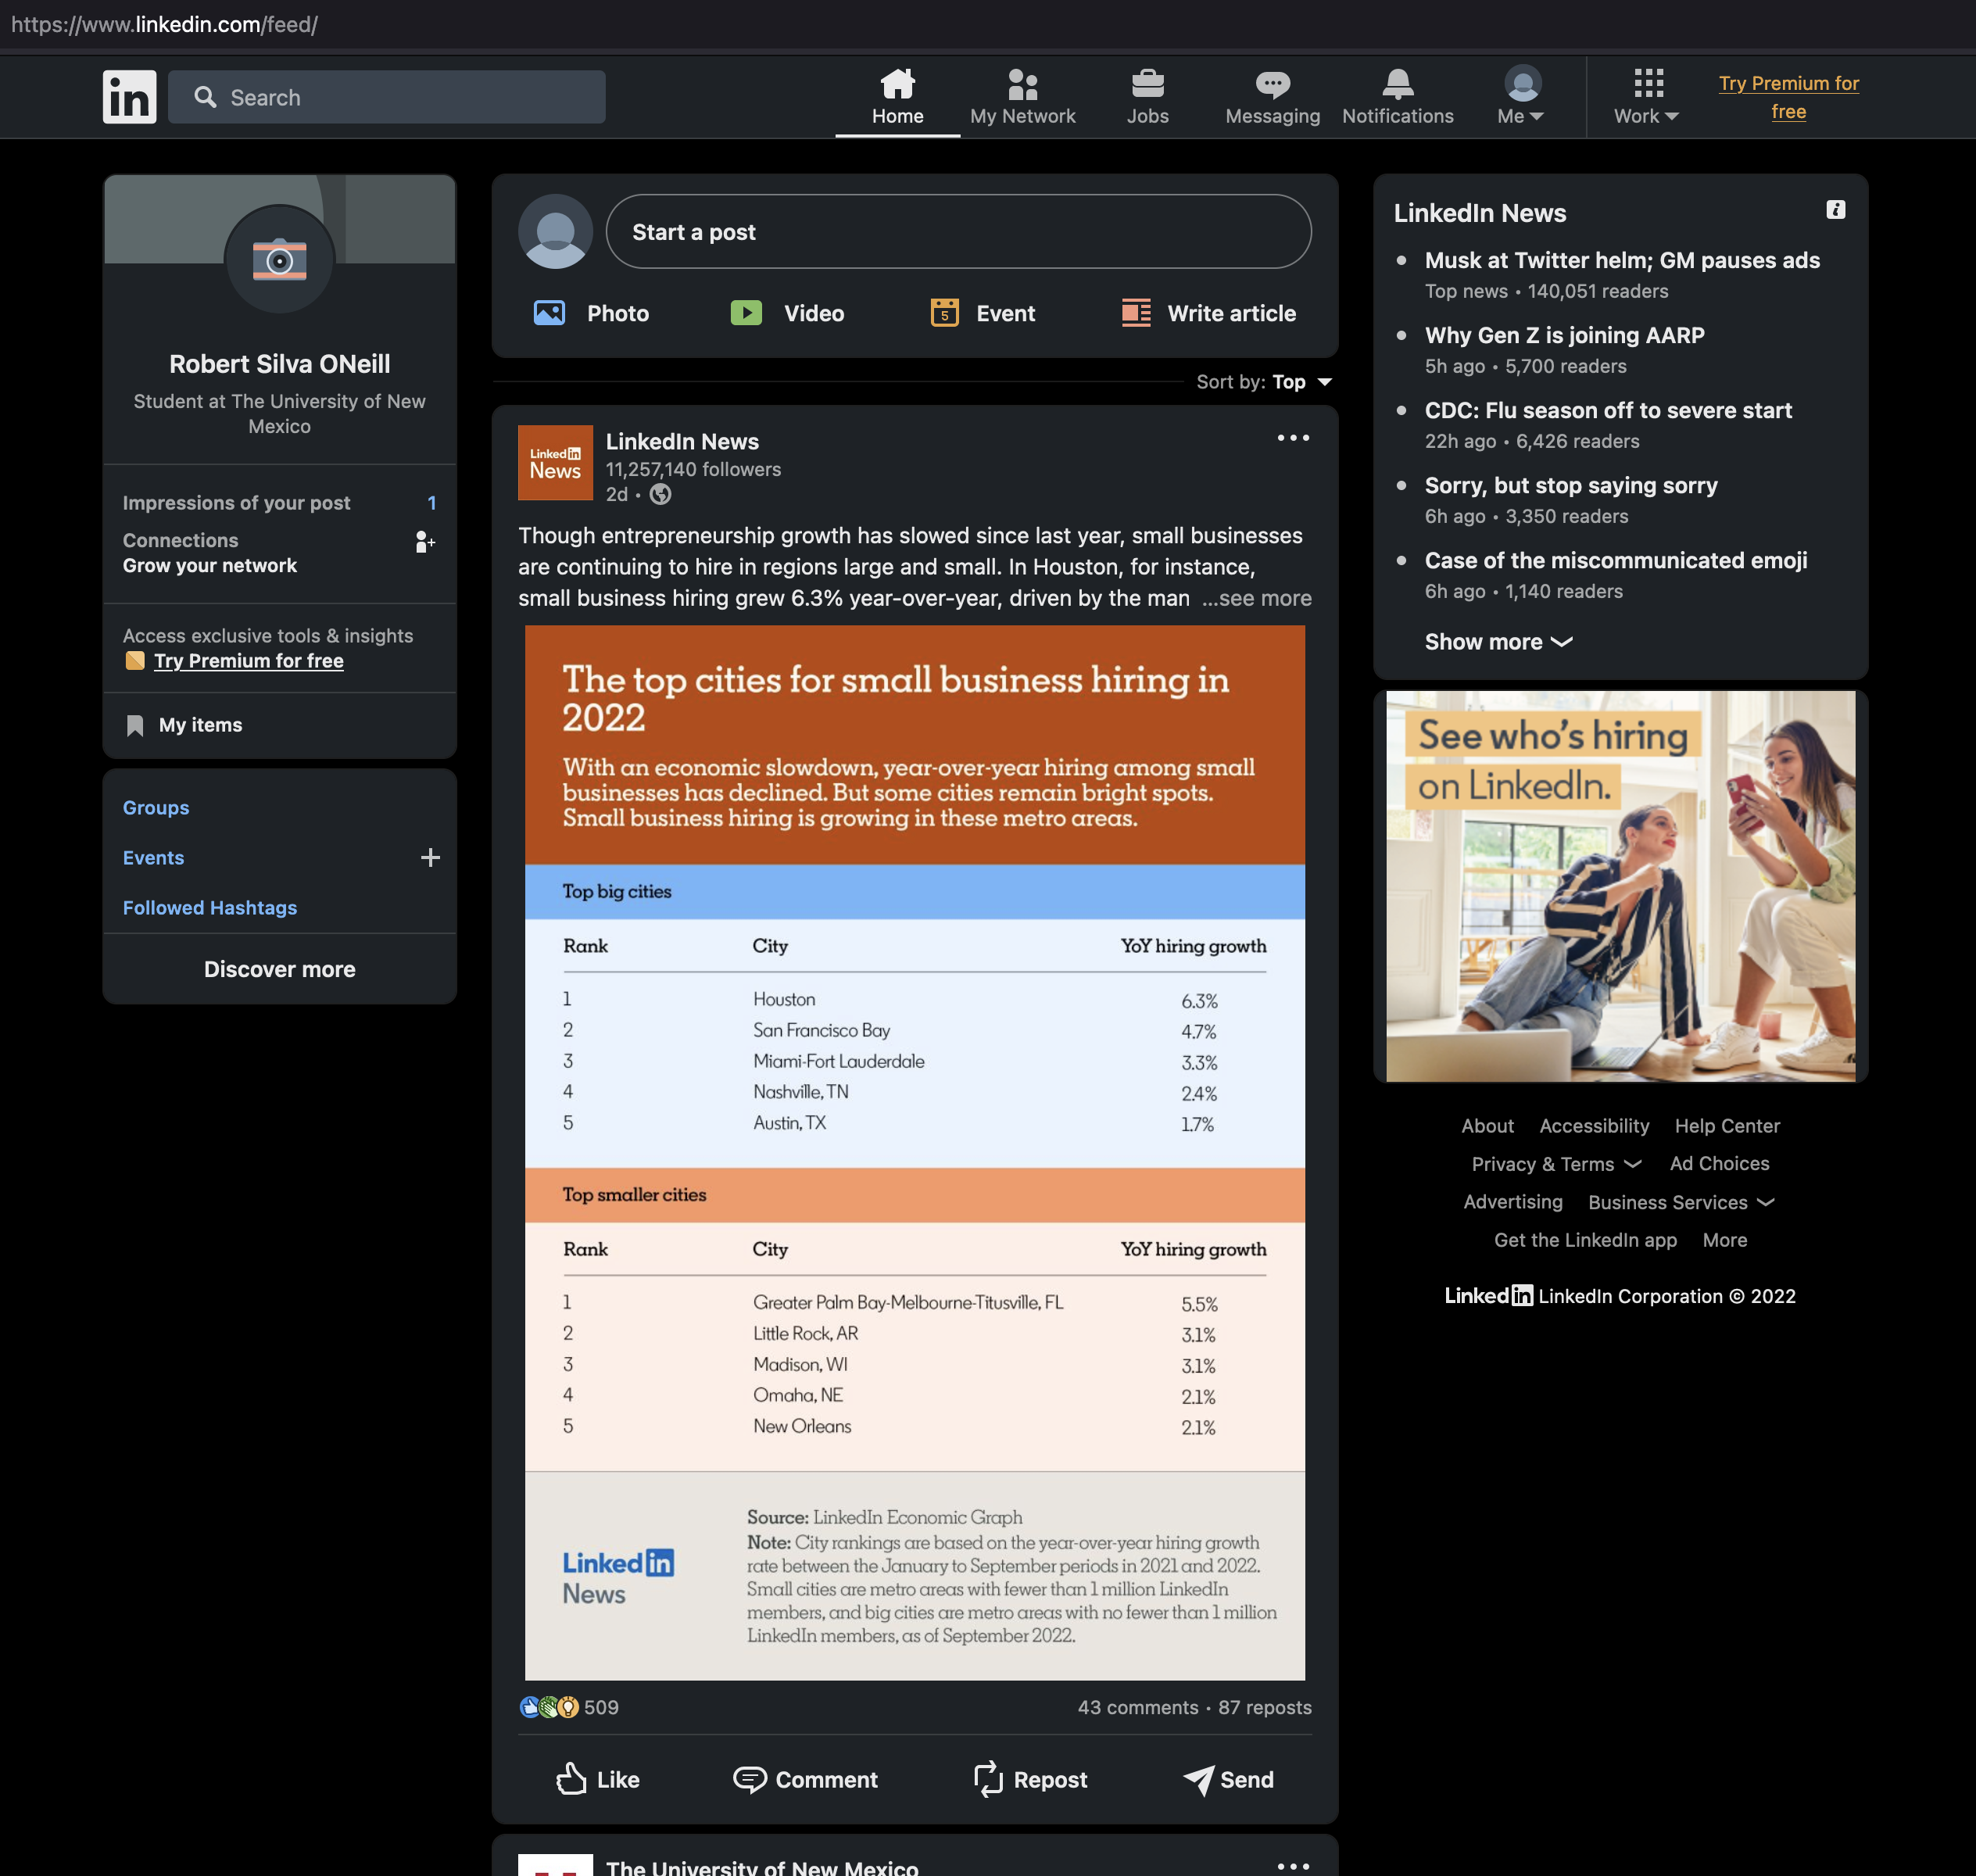 https://www.linkedin.com/feed/
in
Search
Home
My Network
Jobs
Messaging
Notifications
Me
Work
Try Premium for
free
Robert Silva ONeill
Student at The University of New
Mexico
Impressions of your post 1
Connections
Grow your network
Access exclusive tools & insights
Try Premium for free
My items
Groups
Events
Followed Hashtags
Discover more
Start a post
Photo
Video
5 Event
Write article
Sort by: Top
Linkedin
News
LinkedIn News
11,257,140 followers
2d •
Though entrepreneurship growth has slowed since last year, small businesses
are continuing to hire in regions large and small. In Houston, for instance,
small business hiring grew 6.3% year-over-year, driven by the man ...see more
The top cities for small business hiring in
2022
With an economic slowdown, year-over-year hiring among small
businesses has declined. But some cities remain bright spots.
Small business hiring is growing in these metro areas.
Top big cities
Rank City YoY hiring growth
1 Houston 6.3%
2 San Francisco Bay 4.7%
3 Miami-Fort Lauderdale 3.3%
4 Nashville, TN 2.4%
5 Austin, TX 1.7%
Top smaller cities
Rank City YoY hiring growth
1 Greater Palm Bay-Melbourne-Titusville, FL 5.5%
2 Little Rock, AR 3.1%
3 Madison, WI 3.1%
4 Omaha, NE 2.1%
5 New Orleans 2.1%
Linkedin
News
Source: LinkedIn Economic Graph
Note: City rankings are based on the year-over-year hiring growth
rate between the January to September periods in 2021 and 2022.
Small cities are metro areas with fewer than 1 million LinkedIn
members, and big cities are metro areas with no fewer than 1 million
LinkedIn members, as of September 2022.
509
43 comments • 87 reposts
Like
Comment
Repost
Send
The University of New Mexico
LinkedIn News
Musk at Twitter helm; GM pauses ads
Top news • 140,051 readers
Why Gen Z is joining AARP
5h ago • 5,700 readers
CDC: Flu season off to severe start
22h ago • 6,426 readers
Sorry, but stop saying sorry
6h ago • 3,350 readers
Case of the miscommunicated emoji
6h ago • 1,140 readers
Show more
See who's hiring
on LinkedIn.
About Accessibility Help Center
Privacy & Terms Ad Choices
Advertising Business Services
Get the LinkedIn app More
Linkedin LinkedIn Corporation © 2022